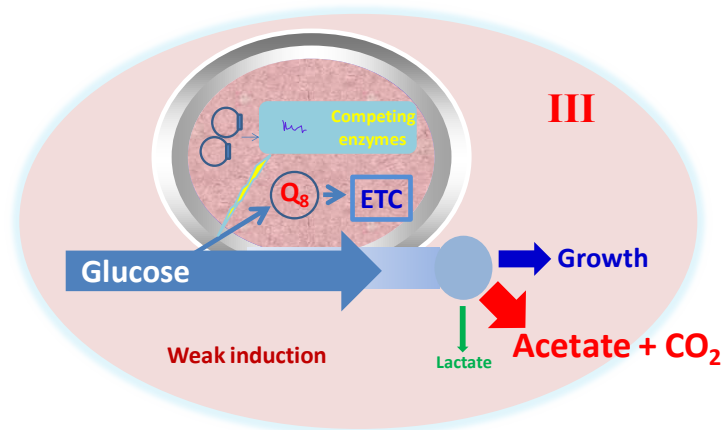 III
Competing
enzymes
Q₈
ETC
Glucose
Growth
Acetate + CO₂
Weak induction
Lactate